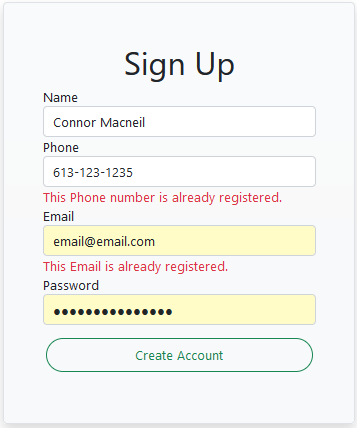 Sign Up
Name
Connor Macneil
Phone
613-123-1235
This Phone number is already registered.
Email
email@email.com
This Email is already registered.
Password
●●●●●●●●●●●●●●●
Create Account